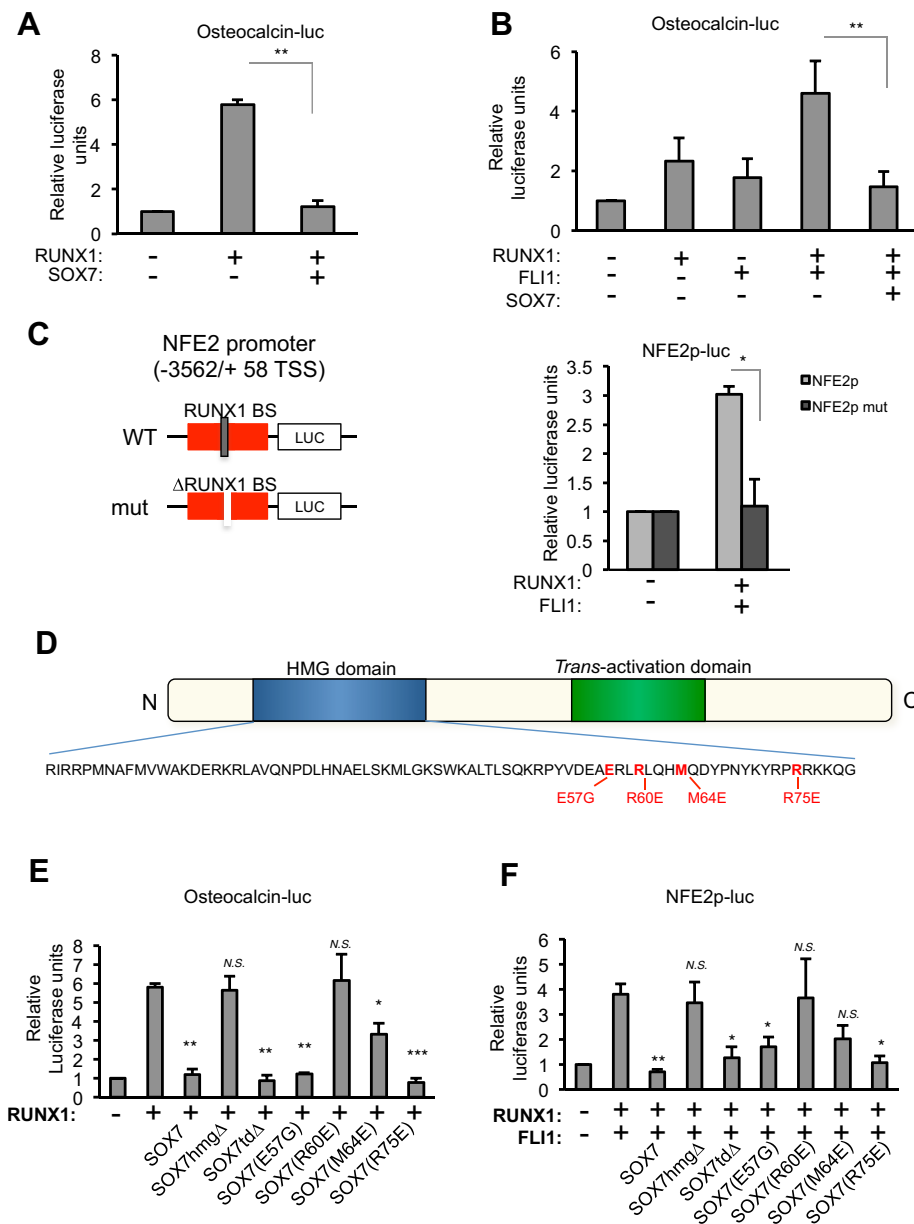 A
Osteocalcin-luc
**
Relative luciferase units
8
6
4
2
0
RUNX1: - + +
SOX7: - - +
B
Osteocalcin-luc
**
Relative luciferase units
6
4
2
0
RUNX1: - + - + +
FLI1: - - + + +
SOX7: - - - - +
C
NFE2 promoter
(-3562/+ 58 TSS)
RUNX1 BS
WT
LUC
ΔRUNX1 BS
mut
LUC
NFE2p-luc
*
NFE2p
NFE2p mut
Relative luciferase units
3.5
3
2.5
2
1.5
1
0.5
0
RUNX1: - +
FLI1: - +
D
HMG domain
Trans-activation domain
N
C
RIRRPMNAFMVWAKDERKRLAVQNPDLHNAELSKMLGKSWKALTLSQKRPYVDEAERLRLQHMQDYPNYKYRPRRKKQG
E57G
R60E
M64E
R75E
E
Osteocalcin-luc
Relative Luciferase units
8
7
6
5
4
3
2
1
0
** N.S. ** ** N.S. * ***
RUNX1: - + + + + + + + +
SOX7
SOX7hmgΔ
SOX7tdΔ
SOX7(E57G)
SOX7(R60E)
SOX7(M64E)
SOX7(R75E)
F
NFE2p-luc
Relative luciferase units
6
5
4
3
2
1
0
** N.S. * * N.S. N.S. *
RUNX1: - + + + + + + + +
FLI1: - + + + + + + + +
SOX7
SOX7hmgΔ
SOX7tdΔ
SOX7(E57G)
SOX7(R60E)
SOX7(M64E)
SOX7(R75E)